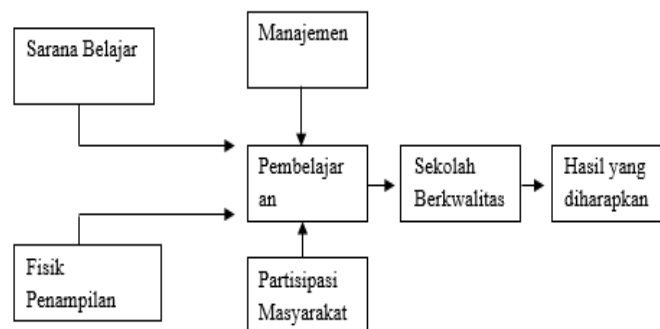 Sarana Belajar
Manajemen
Pembelajar
an
Sekolah
Berkwalitas
Hasil yang
diharapkan
Fisik
Penampilan
Partisipasi
Masyarakat